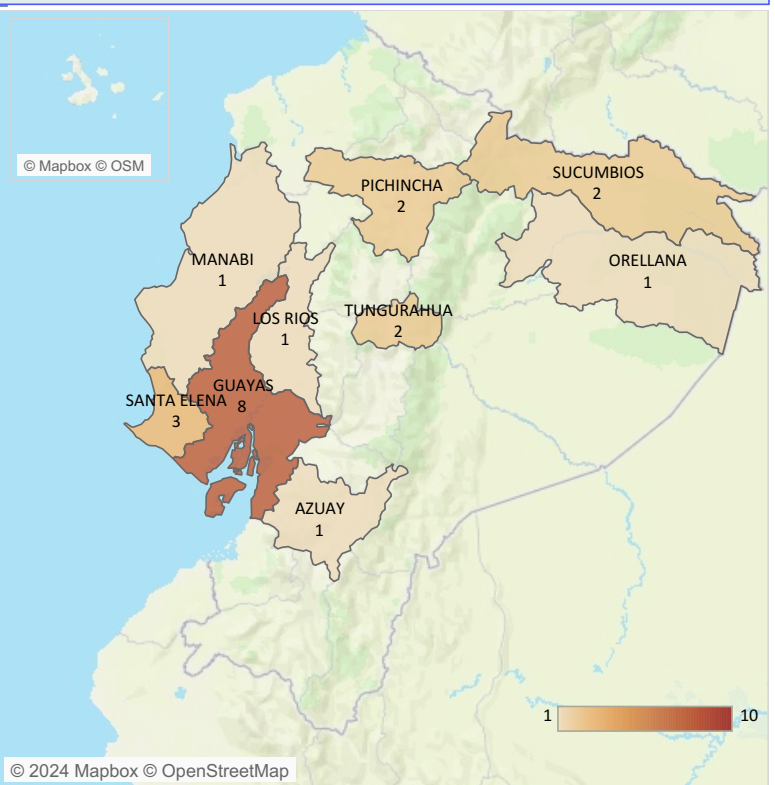 © Mapbox © OSM
PICHINCHA
2
SUCUMBIOS
2
MANABI
1
ORELLANA
1
LOS RIOS
1
TUNGURAHUA
2
GUAYAS
8
SANTA ELENA
3
AZUAY
1
1 10
© 2024 Mapbox © OpenStreetMap